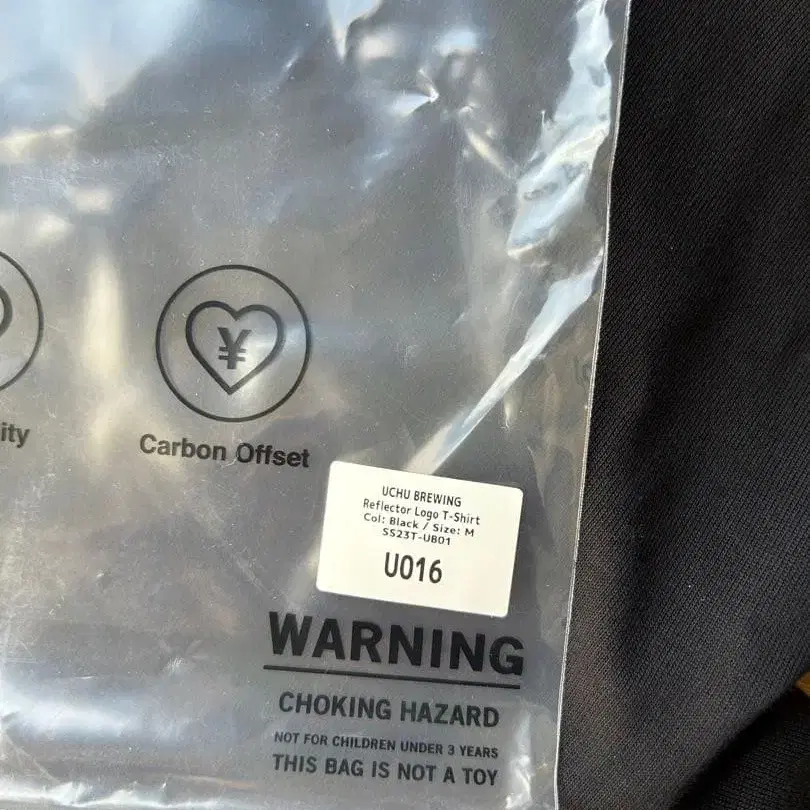 ity
¥
Carbon Offset
UCHU BREWING
Reflector Logo T-Shirt
Col: Black / Size: M
SS23T-UB01
U016
WARNING
CHOKING HAZARD
NOT FOR CHILDREN UNDER 3 YEARS
THIS BAG IS NOT A TOY